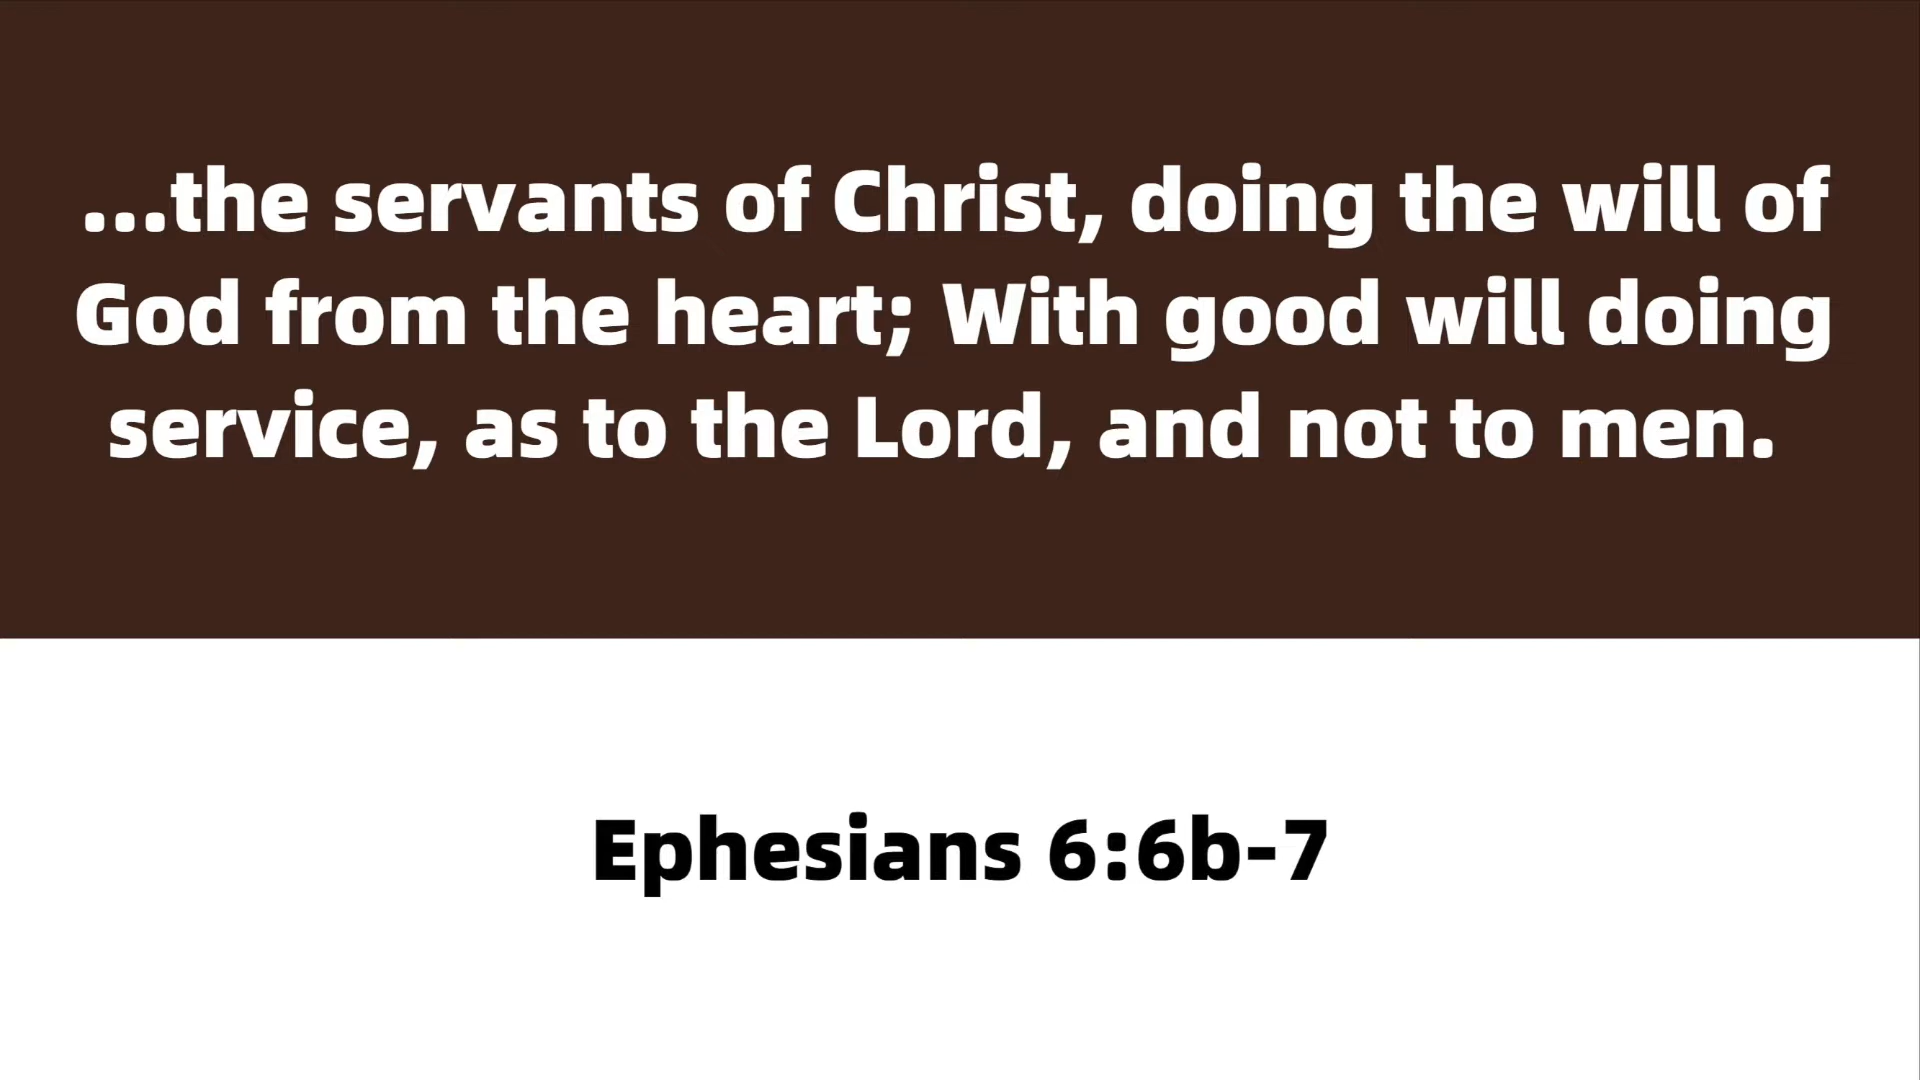 ...the servants of Christ, doing the will of
God from the heart; With good will doing
service, as to the Lord, and not to men.
Ephesians 6:6b-7